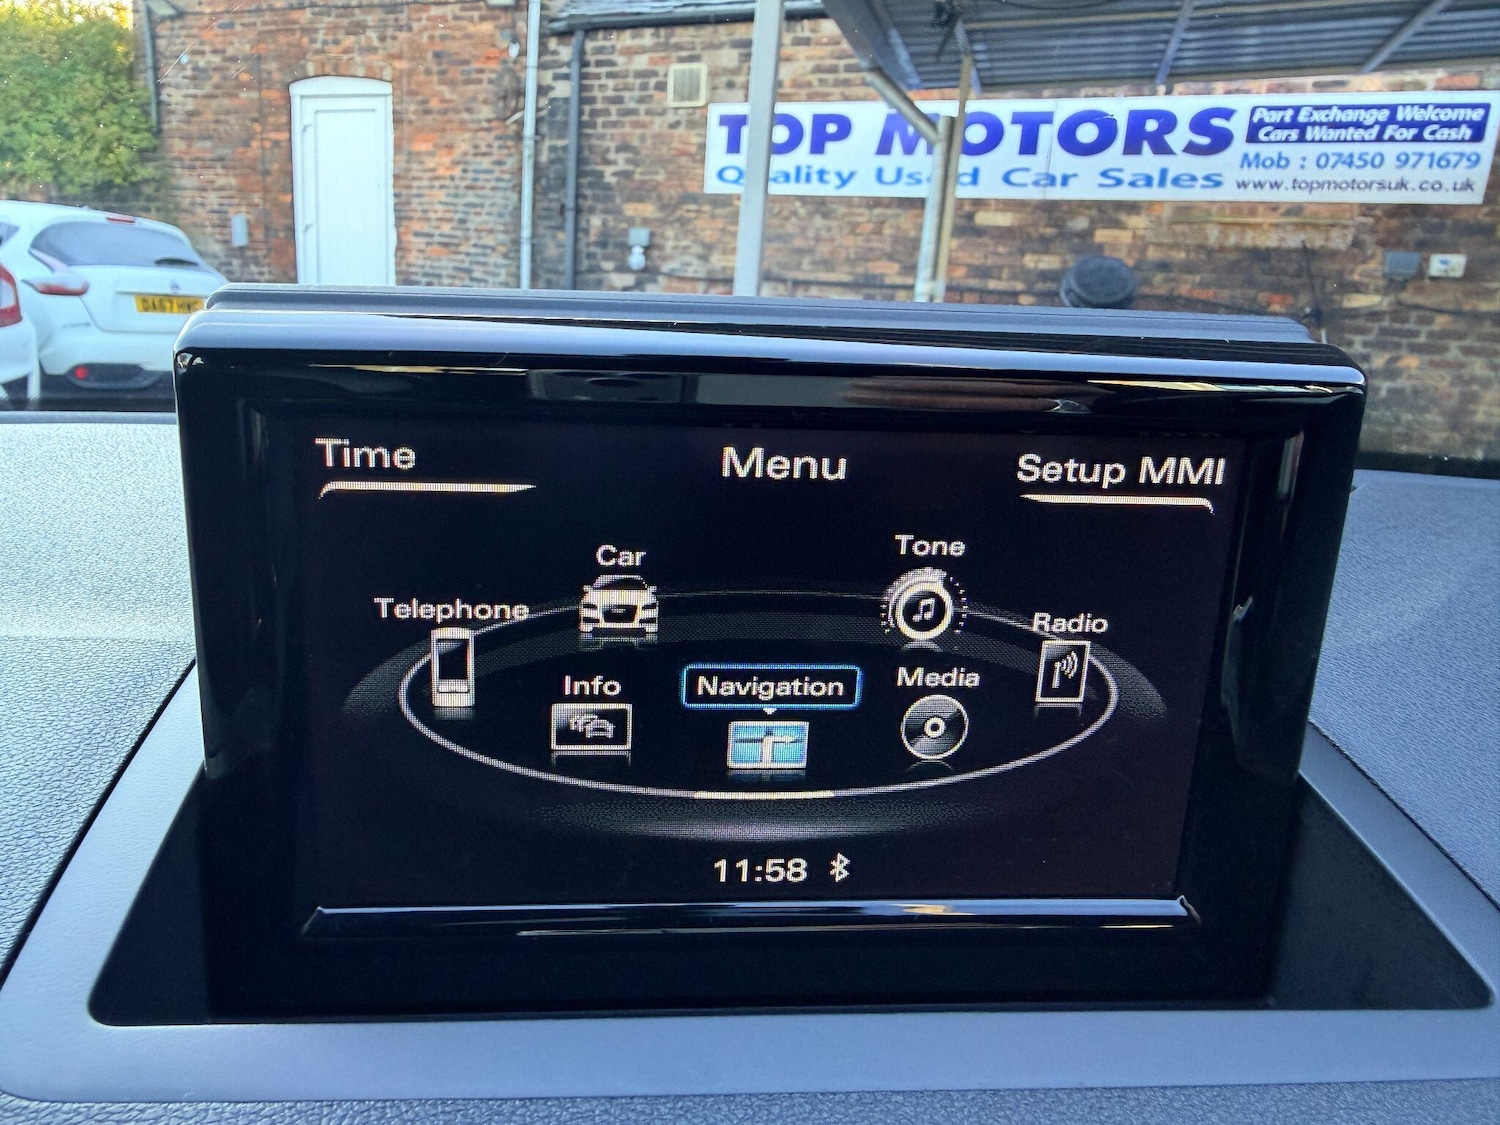 TOP MOTORS
Quality Used Car Sales
Part Exchange Welcome
Cars Wanted For Cash
Mob : 07450 971679
www.topmotorsuk.co.uk
Time
Menu
Setup MMI
Car
Tone
Telephone
Radio
Info
Navigation
Media
11:58